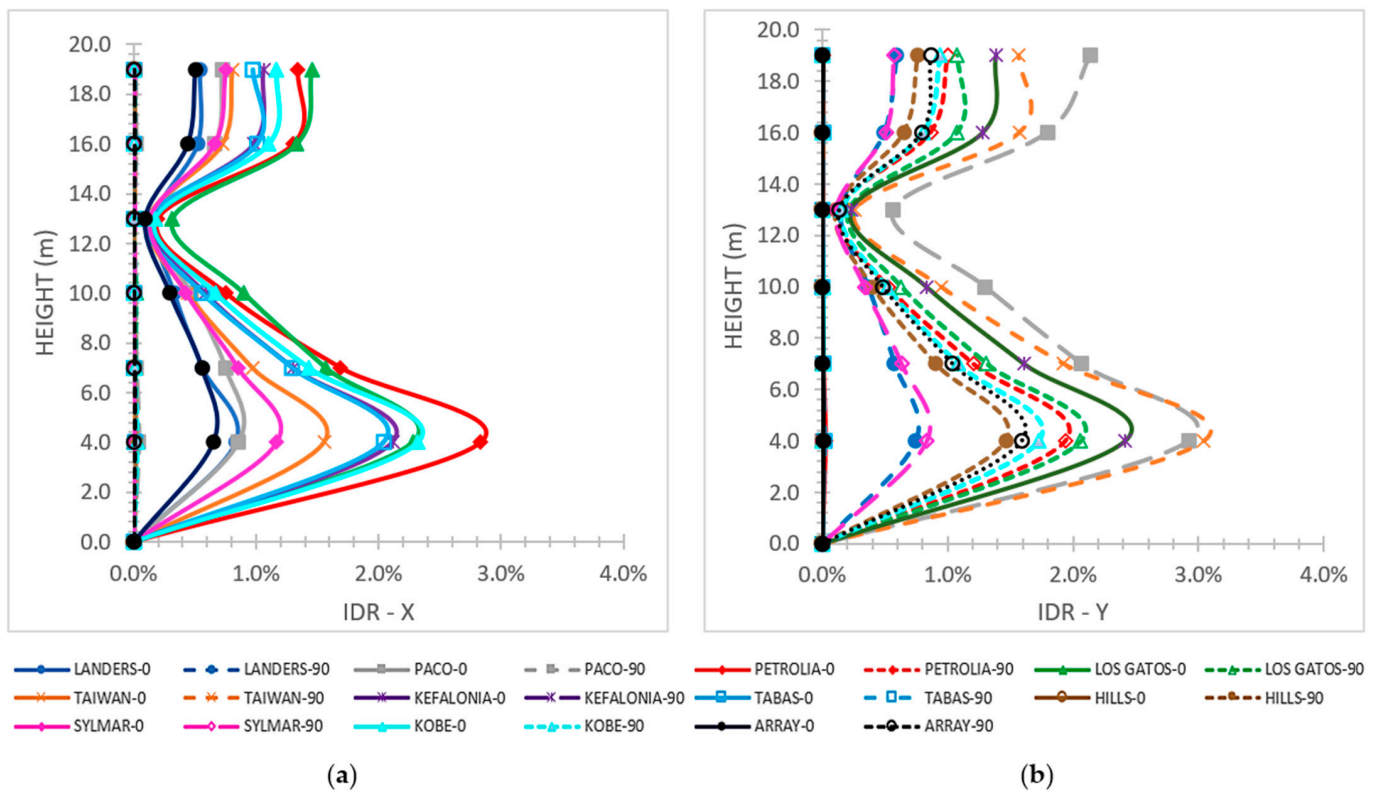 20.0
18.0
16.0
14.0
12.0
10.0
8.0
6.0
4.0
2.0
0.0
HEIGHT (m)
0.0% 1.0% 2.0% 3.0% 4.0%
IDR - X
20.0
18.0
16.0
14.0
12.0
10.0
8.0
6.0
4.0
2.0
0.0
HEIGHT (m)
0.0% 1.0% 2.0% 3.0% 4.0%
IDR - Y
LANDERS-0 LANDERS-90 PACO-0 PACO-90 PETROLIA-0 PETROLIA-90 LOS GATOS-0 LOS GATOS-90
TAIWAN-0 TAIWAN-90 KEFALONIA-0 KEFALONIA-90 TABAS-0 TABAS-90 HILLS-0 HILLS-90
SYLMAR-0 SYLMAR-90 KOBE-0 KOBE-90 ARRAY-0 ARRAY-90
(a) (b)